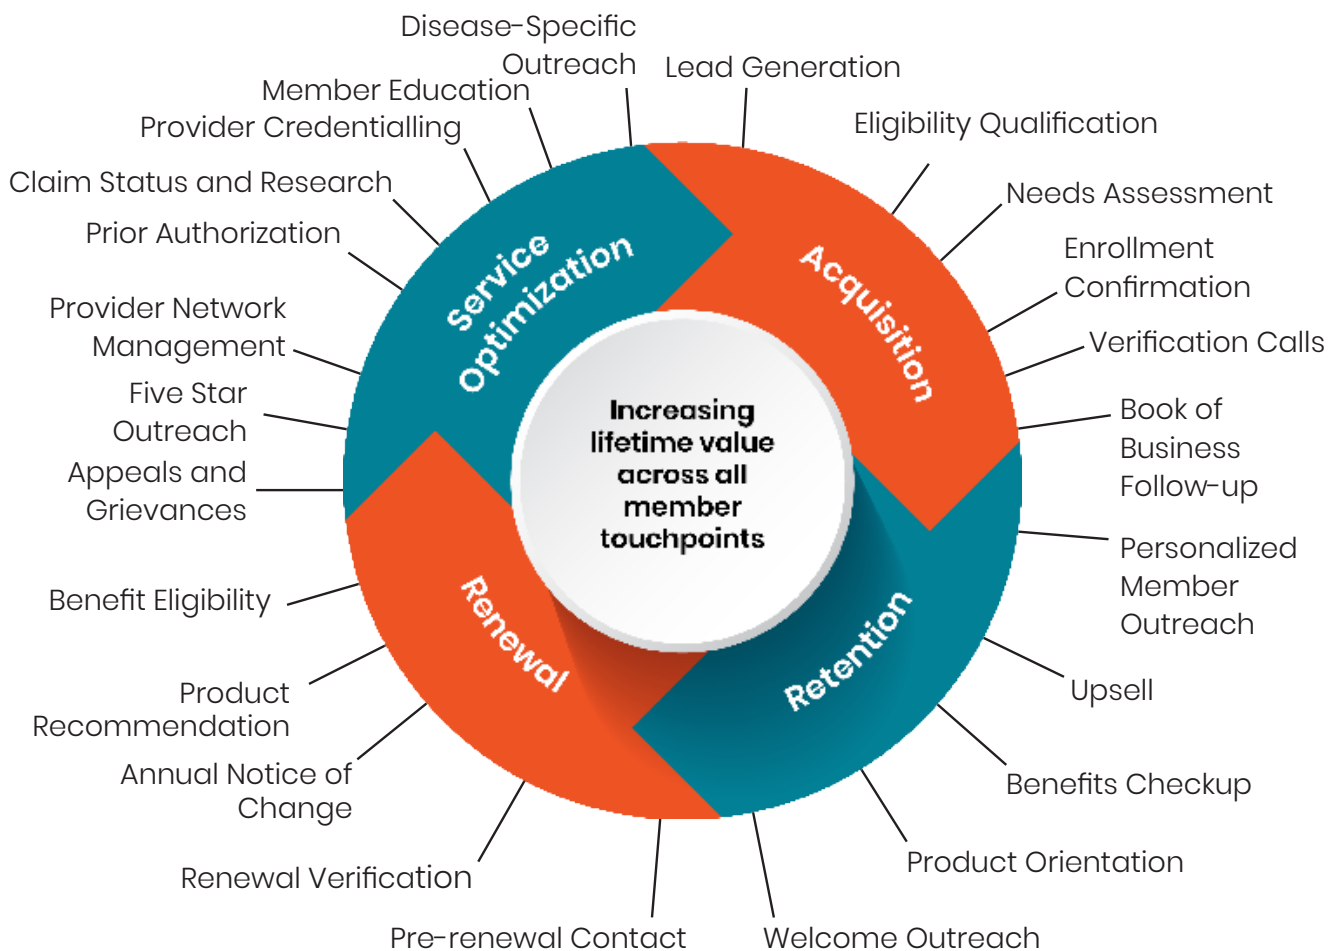 Disease-Specific
Outreach
Lead Generation
Member Education
Eligibility Qualification
Provider Credentialling
Claim Status and Research
Needs Assessment
Prior Authorization
Enrollment
Confirmation
Provider Network
Management
Verification Calls
Five Star
Outreach
Book of
Business
Follow-up
Appeals and
Grievances
Personalized
Member
Outreach
Benefit Eligibility
Upsell
Product
Recommendation
Benefits Checkup
Annual Notice of
Change
Product Orientation
Renewal Verification
Pre-renewal Contact
Welcome Outreach
Service
Optimization
Acquisition
Retention
Renewal
Increasing
lifetime value
across all
member
touchpoints